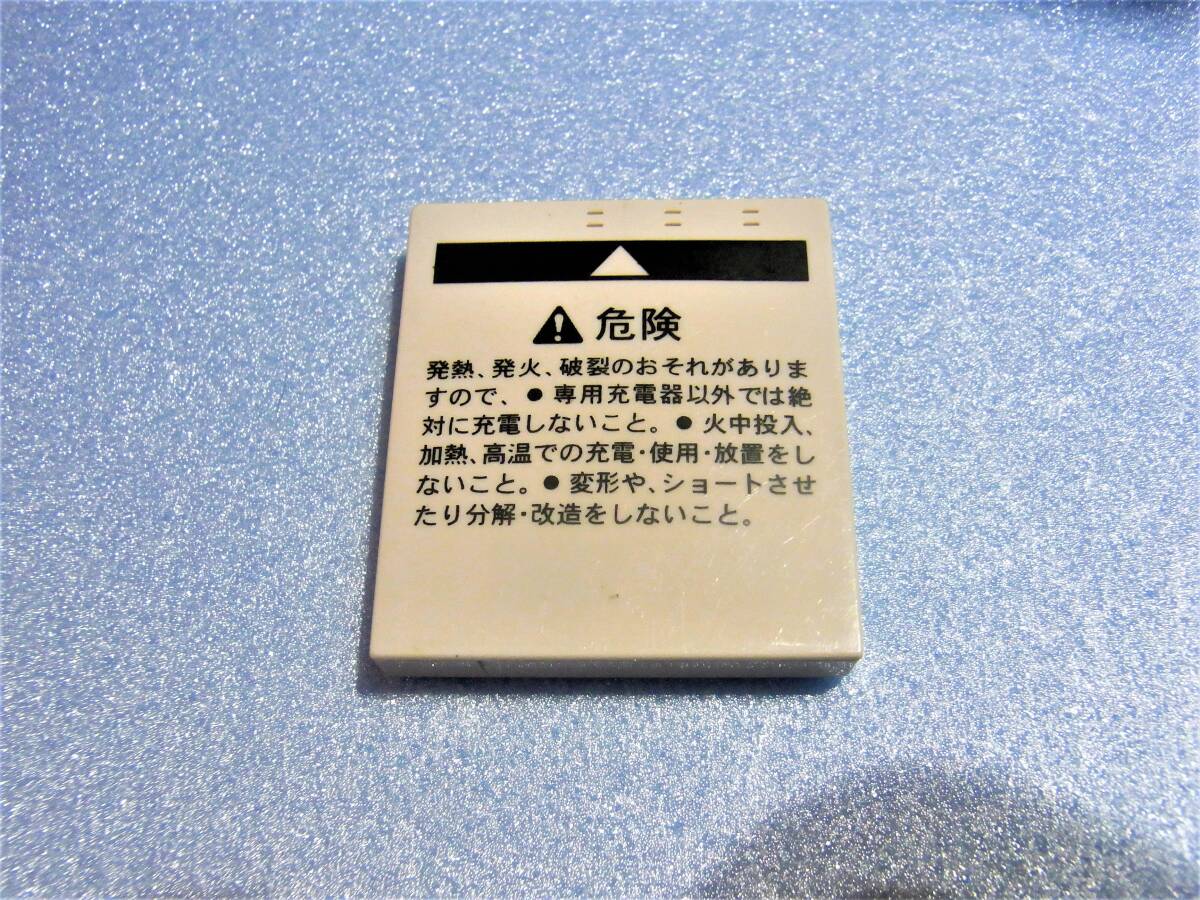 危険
発熱、発火、破裂のおそれがありま
すので、●専用充電器以外では絶
対に充電しないこと。●火中投入、
加熱、高温での充電・使用・放置をし
ないこと。●変形や、ショートさせ
たり分解・改造をしないこと。